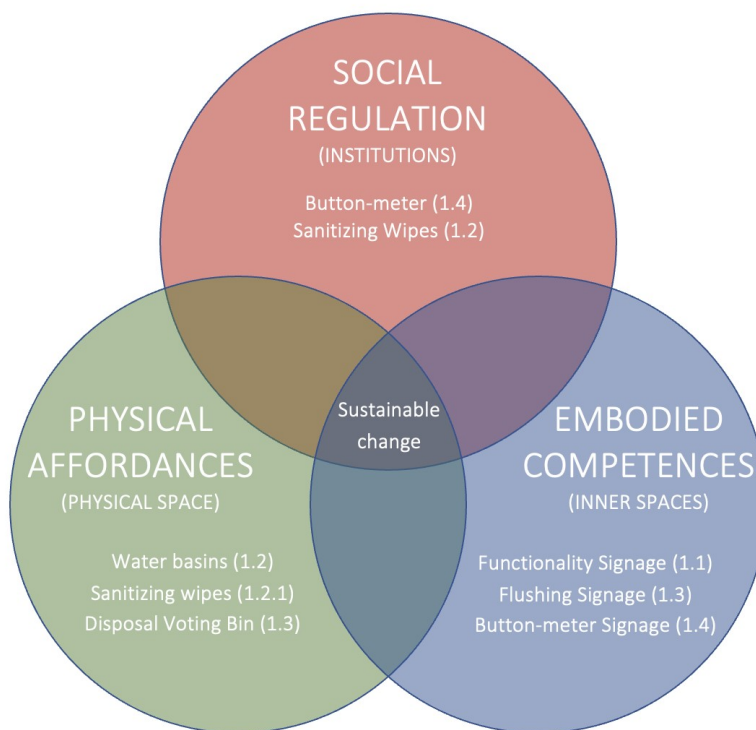 SOCIAL
REGULATION
(INSTITUTIONS)
Button-meter (1.4)
Sanitizing Wipes (1.2)
Sustainable
change
PHYSICAL
AFFORDANCES
(PHYSICAL SPACE)
Water basins (1.2)
Sanitizing wipes (1.2.1)
Disposal Voting Bin (1.3)
EMBODIED
COMPETENCES
(INNER SPACES)
Functionality Signage (1.1)
Flushing Signage (1.3)
Button-meter Signage (1.4)